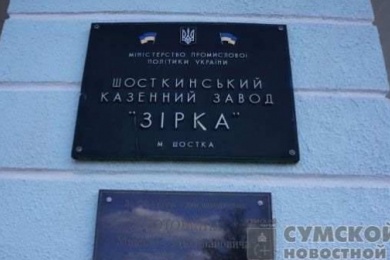 МІНІСТЕРСТВО ПРОМИСЛОВОЇ
ПОЛІТИКИ УКРАЇНИ
ШОСТКИНСЬКИЙ
КАЗЕННИЙ ЗАВОД
"ЗІРКА"
М. ШОСТКА
СУМСКОЙ
НОВОСТНОЙ